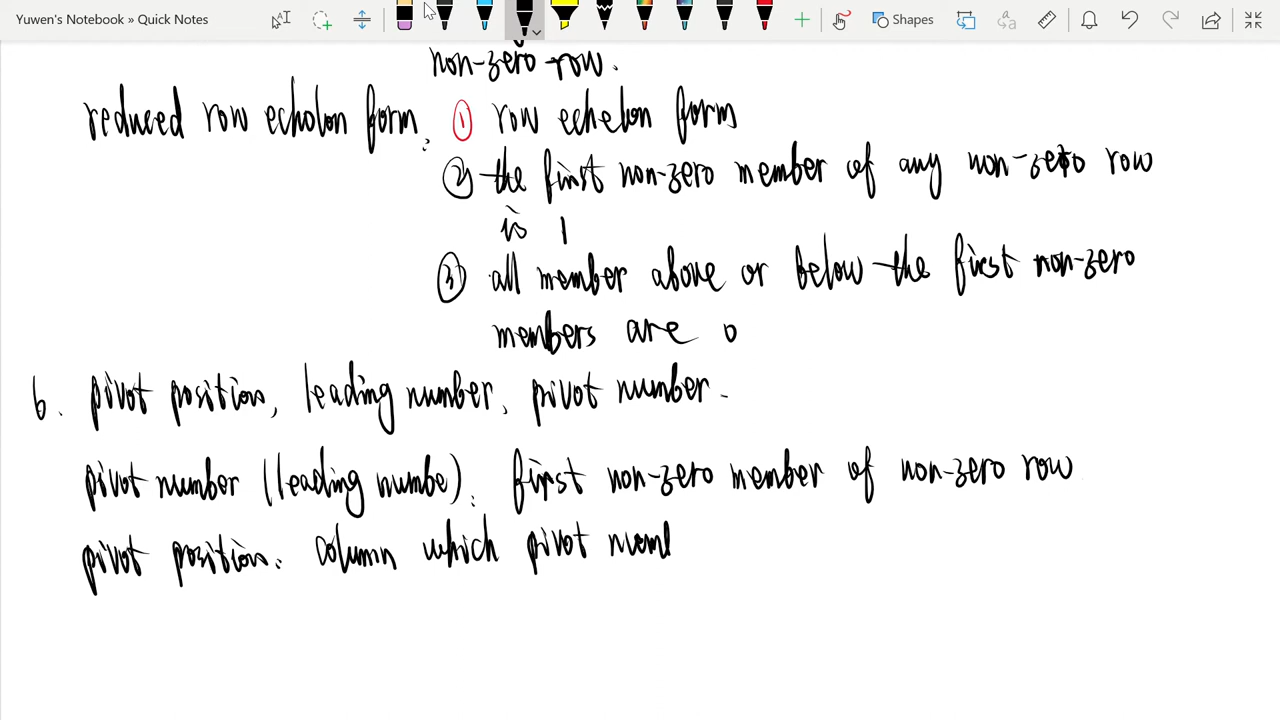 Yuwen's Notebook » Quick Notes
Shapes
non-zero row.
reduced row echolon form: ① row echelon form
② the first non-zero member of any non-zero row
is 1
③ all member above or below the first non-zero
members are 0
6. pivot position, leading number, pivot number.
pivot number (leading numbe): first non-zero member of non-zero row
pivot position: column which pivot